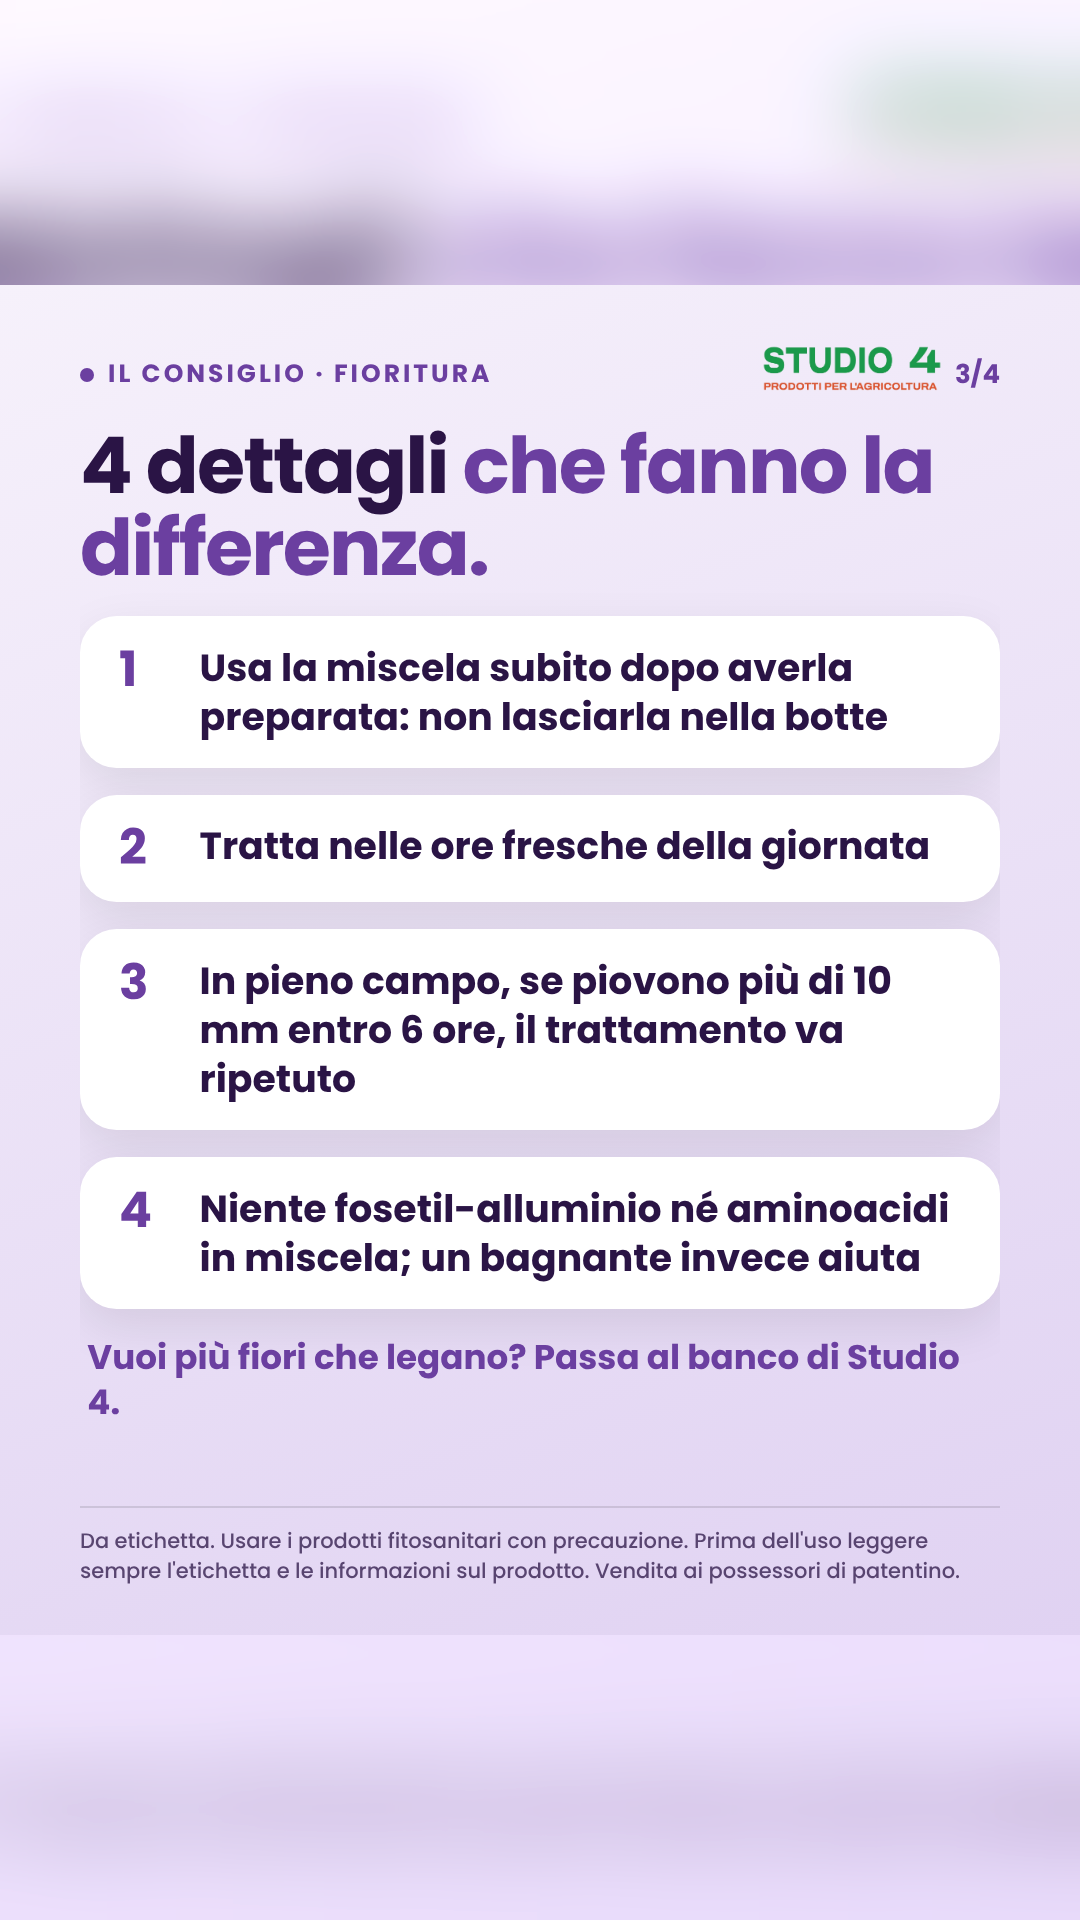 IL CONSIGLIO · FIORITURA
STUDIO 4
PRODOTTI PER L'AGRICOLTURA
3/4
4 dettagli che fanno la
differenza.
1
Usa la miscela subito dopo averla
preparata: non lasciarla nella botte
2
Tratta nelle ore fresche della giornata
3
In pieno campo, se piovono più di 10
mm entro 6 ore, il trattamento va
ripetuto
4
Niente fosetil-alluminio né aminoacidi
in miscela; un bagnante invece aiuta
Vuoi più fiori che legano? Passa al banco di Studio
4.
Da etichetta. Usare i prodotti fitosanitari con precauzione. Prima dell'uso leggere
sempre l'etichetta e le informazioni sul prodotto. Vendita ai possessori di patentino.